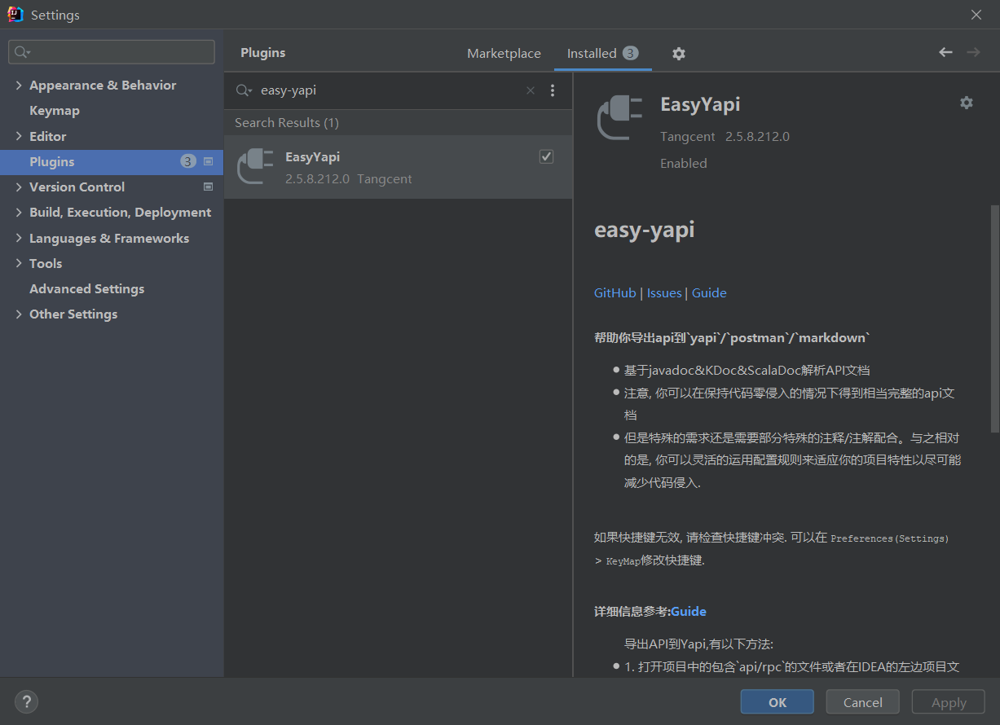 Settings
Plugins
Marketplace
Installed 3
Appearance & Behavior
Keymap
Editor
Plugins 3
Version Control
Build, Execution, Deployment
Languages & Frameworks
Tools
Advanced Settings
Other Settings
easy-yapi
Search Results (1)
EasyYapi
2.5.8.212.0 Tangcent
EasyYapi
Tangcent 2.5.8.212.0
Enabled
easy-yapi
GitHub | Issues | Guide
帮助你导出api到`yapi`/`postman`/`markdown`
基于javadoc&KDoc&ScalaDoc解析API文档
注意, 你可以在保持代码零侵入的情况下得到相当完整的api文
档
但是特殊的需求还是需要部分特殊的注释/注解配合。与之相对
的是, 你可以灵活的运用配置规则来适应你的项目特性以尽可能
减少代码侵入.
如果快捷键无效, 请检查快捷键冲突. 可以在 Preferences(Settings)
> KeyMap修改快捷键.
详细信息参考:Guide
导出API到Yapi,有以下方法:
1. 打开项目中的包含`api/rpc`的文件或者在IDEA的左边项目文
?
OK
Cancel
Apply